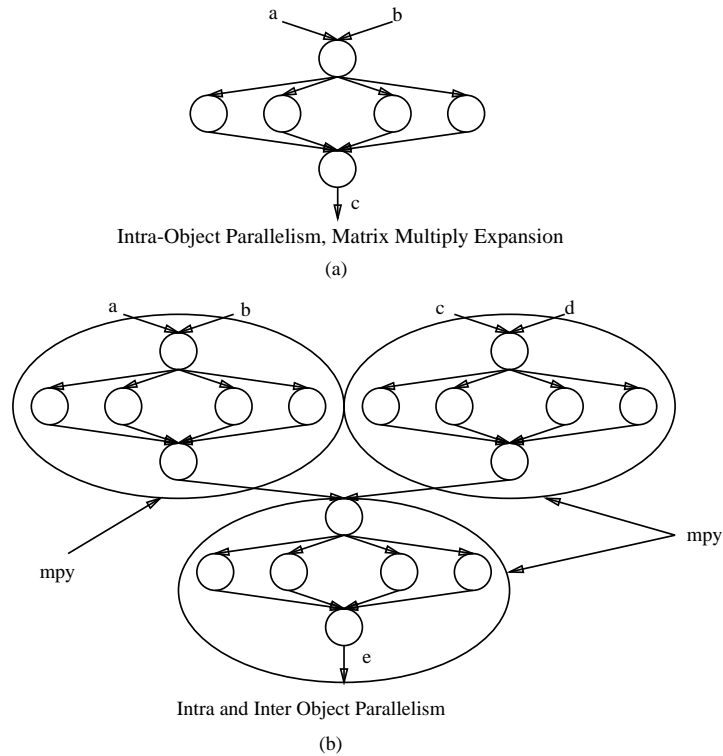 a b
c
Intra-Object Parallelism, Matrix Multiply Expansion
(a)
a b c d
mpy
mpy
e
Intra and Inter Object Parallelism
(b)